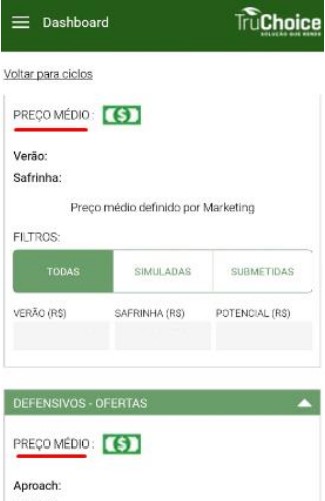 Dashboard
TruChoice
SOLUÇÃO QUE RENDE
Voltar para ciclos
PREÇO MÉDIO:
Verão:
Safrinha:
Preço médio definido por Marketing
FILTROS:
TODAS SIMULADAS SUBMETIDAS
VERÃO (R$) SAFRINHA (R$) POTENCIAL (R$)
DEFENSIVOS - OFERTAS
PREÇO MÉDIO:
Aproach: